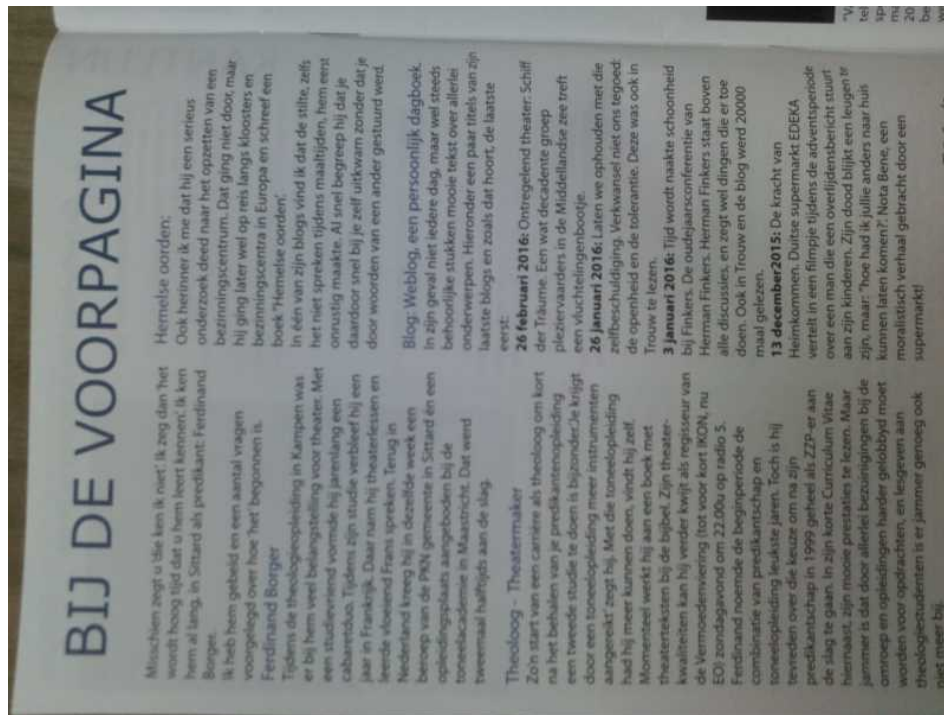 BIJ DE VOORPAGINA
Misschien zegt u 'die ken ik niet'. Ik zeg dan 'het
wordt hoog tijd dat u hem leert kennen'. Ik ken
hem al lang, in Sittard als predikant: Ferdinand
Borger.
Ik heb hem gebeld en een aantal vragen
voorgelegd over hoe 'het' begonnen is.
Ferdinand Borger
Tijdens de theologieopleiding in Kampen was
er bij hem veel belangstelling voor theater. Met
een studievriend vormde hij jarenlang een
cabaretduo. Tijdens zijn studie verbleef hij een
jaar in Frankrijk. Daar nam hij theaterlessen en
leerde vloeiend Frans spreken. Terug in
Nederland kreeg hij in dezelfde week een
beroep van de PKN gemeente in Sittard én een
opleidingsplaats aangeboden bij de
toneelacademie in Maastricht. Dat werd
tweemaal halftijds aan de slag.
Theoloog - Theatermaker
Zo'n start van een carrière als theoloog om kort
na het behalen van je predikantenopleiding
een tweede studie te doen is bijzonder. Je krijgt
door een toneelopleiding meer instrumenten
aangereikt' zegt hij. Met die toneelopleiding
had hij meer kunnen doen, vindt hij zelf.
Momenteel werkt hij aan een boek met
theaterteksten bij de bijbel. Zijn theater-
kwaliteiten kan hij verder kwijt als regisseur van
de Vermoedenviering (tot voor kort IKON, nu
EO) zondagavond om 22.00u op radio 5.
Ferdinand noemde de beginperiode de
combinatie van predikantschap en
toneelopleiding leukste jaren. Toch is hij
tevreden over die keuze om na zijn
predikantschap in 1999 geheel als ZZP-er aan
de slag te gaan. In zijn korte Curriculum Vitae
hiernaast, zijn mooie prestaties te lezen. Maar
jammer is dat door allerlei bezuinigingen bij de
omroep en opleidingen harder gelobbyd moet
worden voor opdrachten, en lesgeven aan
theologiestudenten is er jammer genoeg ook
niet meer bij.
Hemelse oorden;
Ook herinner ik me dat hij een serieus
onderzoek deed naar het opzetten van een
bezinningscentrum. Dat ging niet door, maar
hij ging later wel op reis langs kloosters en
bezinningscentra in Europa en schreef een
boek 'Hemelse oorden'.
In één van zijn blogs vind ik dat de stilte, zelfs
het niet spreken tijdens maaltijden, hem eerst
onrustig maakte. Al snel begreep hij dat je
daardoor snel bij je zelf uitkwam zonder dat je
door woorden van een ander gestuurd werd.
Blog: Weblog, een persoonlijk dagboek.
In zijn geval niet iedere dag, maar wel steeds
behoorlijke stukken mooie tekst over allerlei
onderwerpen. Hieronder een paar titels van zijn
laatste blogs en zoals dat hoort, de laatste
eerst:
26 februari 2016: Ontregelend theater: Schiff
der Träume. Een wat decadente groep
pleziervaarders in de Middellandse zee treft
een vluchtelingenbootje.
26 januari 2016: Laten we ophouden met die
zelfbeschuldiging. Verkwansel niet ons tegoed:
de openheid en de tolerantie. Deze was ook in
Trouw te lezen.
3 januari 2016: Tijd wordt naakte schoonheid
bij Finkers. De oudejaarsconferentie van
Herman Finkers. Herman Finkers staat boven
alle discussies, en zegt wel dingen die er toe
doen. Ook in Trouw en de blog werd 20000
maal gelezen.
13 december2015: De kracht van
Heimkommen. Duitse supermarkt EDEKA
vertelt in een filmpje tijdens de adventsperiode
over een man die een overlijdensbericht stuurt
aan zijn kinderen. Zijn dood blijkt een leugen te
zijn, maar: "hoe had ik jullie anders naar huis
kunnen laten komen?' Nota Bene, een
moralistisch verhaal gebracht door een
supermarkt!